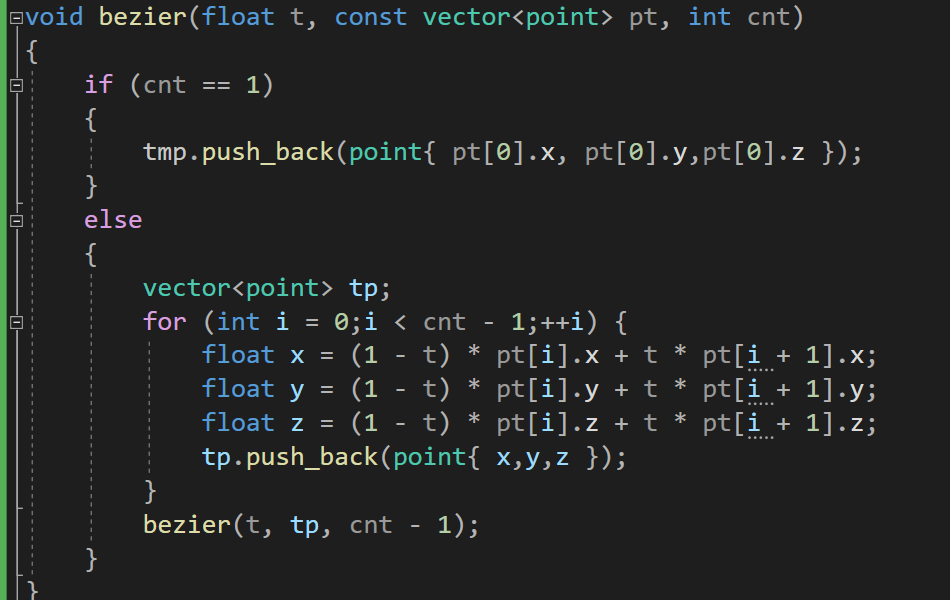 void bezier(float t, const vector<point> pt, int cnt)
{
    if (cnt == 1)
    {
        tmp.push_back(point{ pt[0].x, pt[0].y,pt[0].z });
    }
    else
    {
        vector<point> tp;
        for (int i = 0;i < cnt - 1;++i) {
            float x = (1 - t) * pt[i].x + t * pt[i + 1].x;
            float y = (1 - t) * pt[i].y + t * pt[i + 1].y;
            float z = (1 - t) * pt[i].z + t * pt[i + 1].z;
            tp.push_back(point{ x,y,z });
        }
        bezier(t, tp, cnt - 1);
    }
}